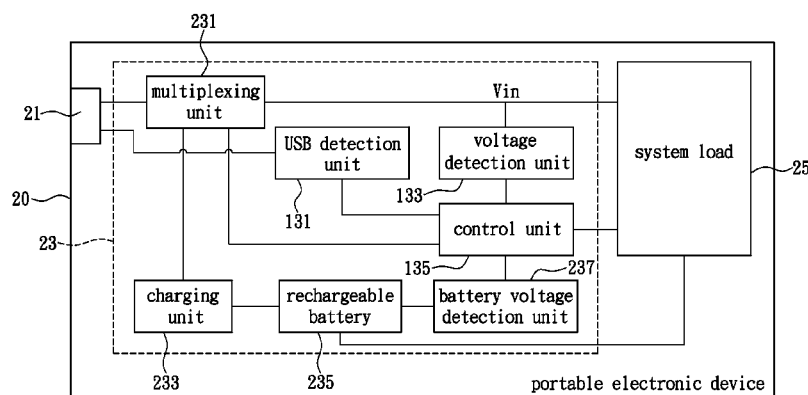 231
multiplexing
unit
Vin
21
USB detection
unit
voltage
detection unit
system load
20
131
133
25
23
control unit
135
237
charging
unit
rechargeable
battery
battery voltage
detection unit
233
235
portable electronic device